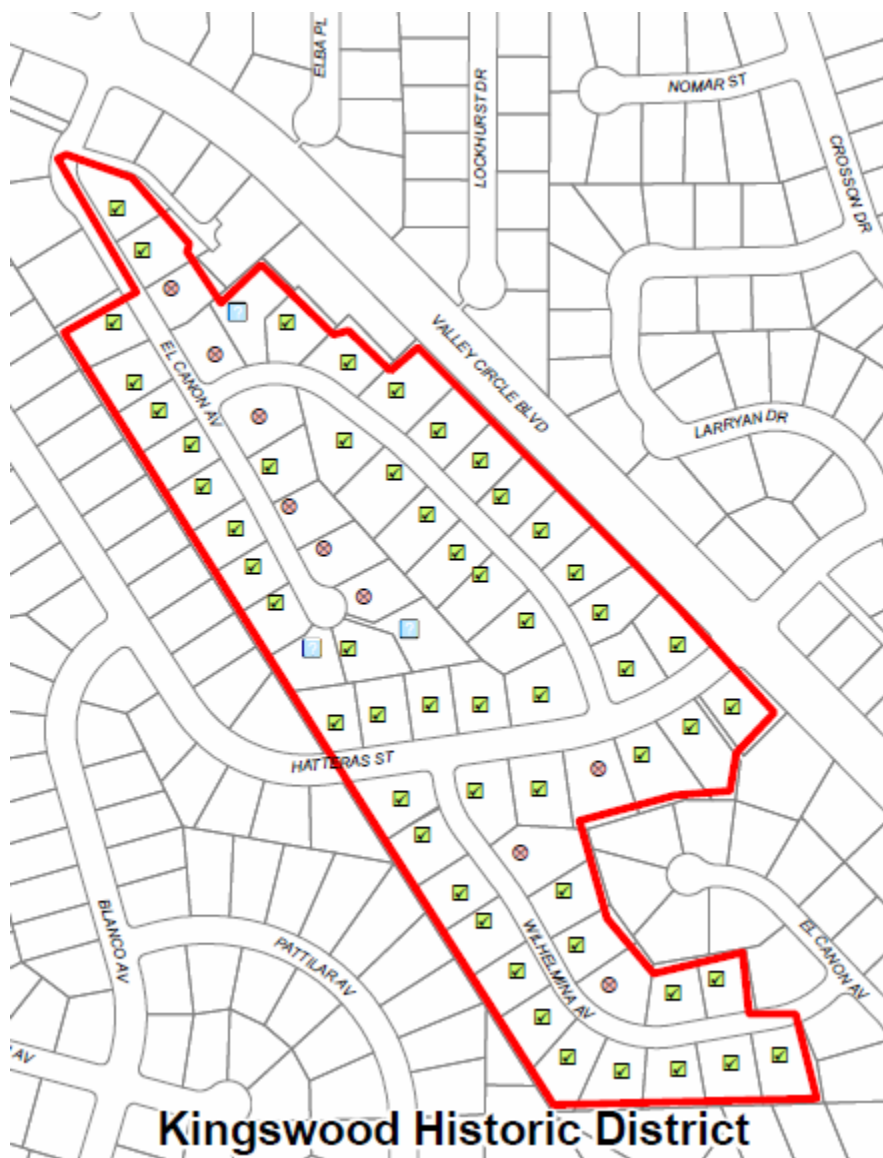 ELBA PL
NOMAR ST
LOCKHURST DR
CROSSON DR
VALLEY CIRCLE BLVD
EL CANON AV
LARRYAN DR
HATTERAS ST
BLANCO AV
PATTILAR AV
WILHELMINA AV
EL CANON AV
AV
Kingswood Historic District